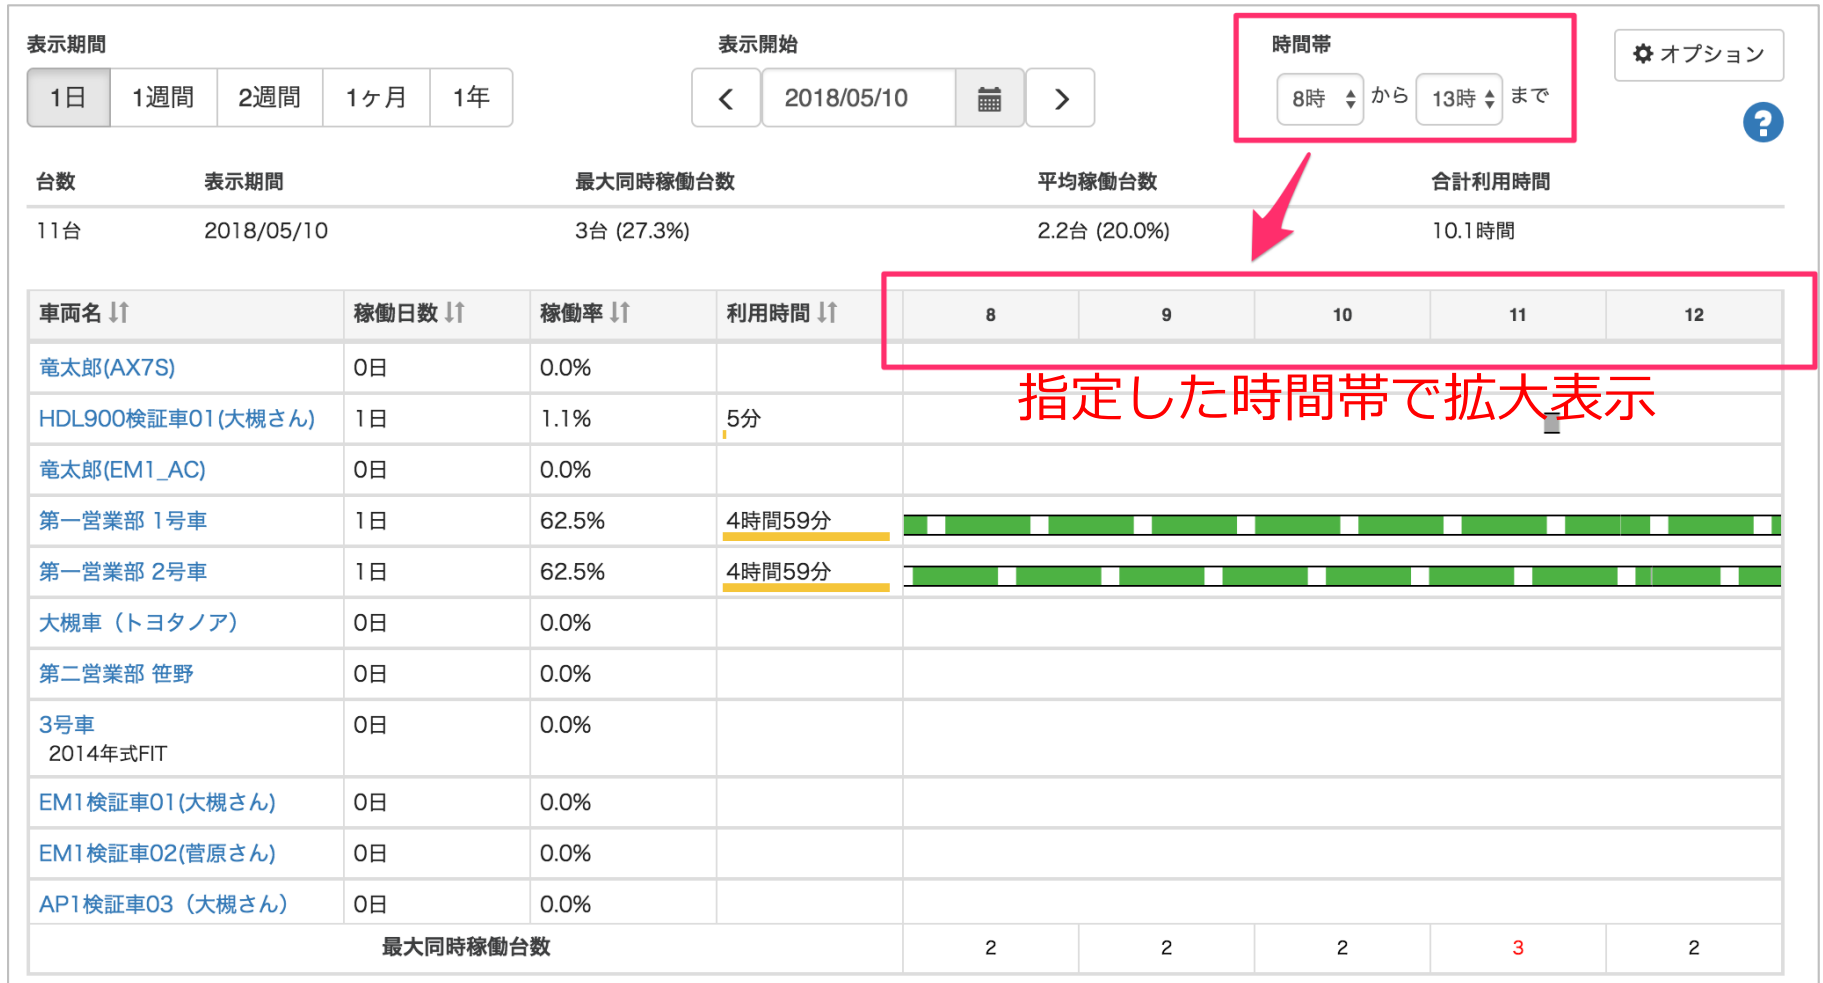 表示期間
表示開始
時間帯
オプション
1日 1週間 2週間 1ヶ月 1年
2018/05/10
8時 から 13時 まで
?
台数 表示期間 最大同時稼働台数 平均稼働台数 合計利用時間
11台 2018/05/10 3台 (27.3%) 2.2台 (20.0%) 10.1時間
車両名 稼働日数 稼働率 利用時間 8 9 10 11 12
竜太郎(AX7S) 0日 0.0%
指定した時間帯で拡大表示
HDL900検証車01(大槻さん) 1日 1.1% 5分
竜太郎(EM1_AC) 0日 0.0%
第一営業部 1号車 1日 62.5% 4時間59分
第一営業部 2号車 1日 62.5% 4時間59分
大槻車（トヨタノア） 0日 0.0%
第二営業部 笹野 0日 0.0%
3号車 0日 0.0%
2014年式FIT
EM1検証車01(大槻さん) 0日 0.0%
EM1検証車02(菅原さん) 0日 0.0%
AP1検証車03（大槻さん） 0日 0.0%
最大同時稼働台数 2 2 2 3 2